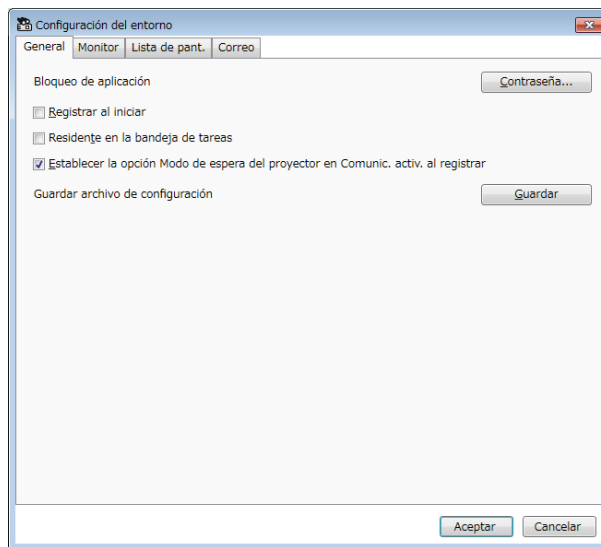 Configuración del entorno
General Monitor Lista de pant. Correo
Bloqueo de aplicación Contraseña...
Registrar al iniciar
Residente en la bandeja de tareas
Establecer la opción Modo de espera del proyector en Comunic. activ. al registrar
Guardar archivo de configuración Guardar
Aceptar Cancelar